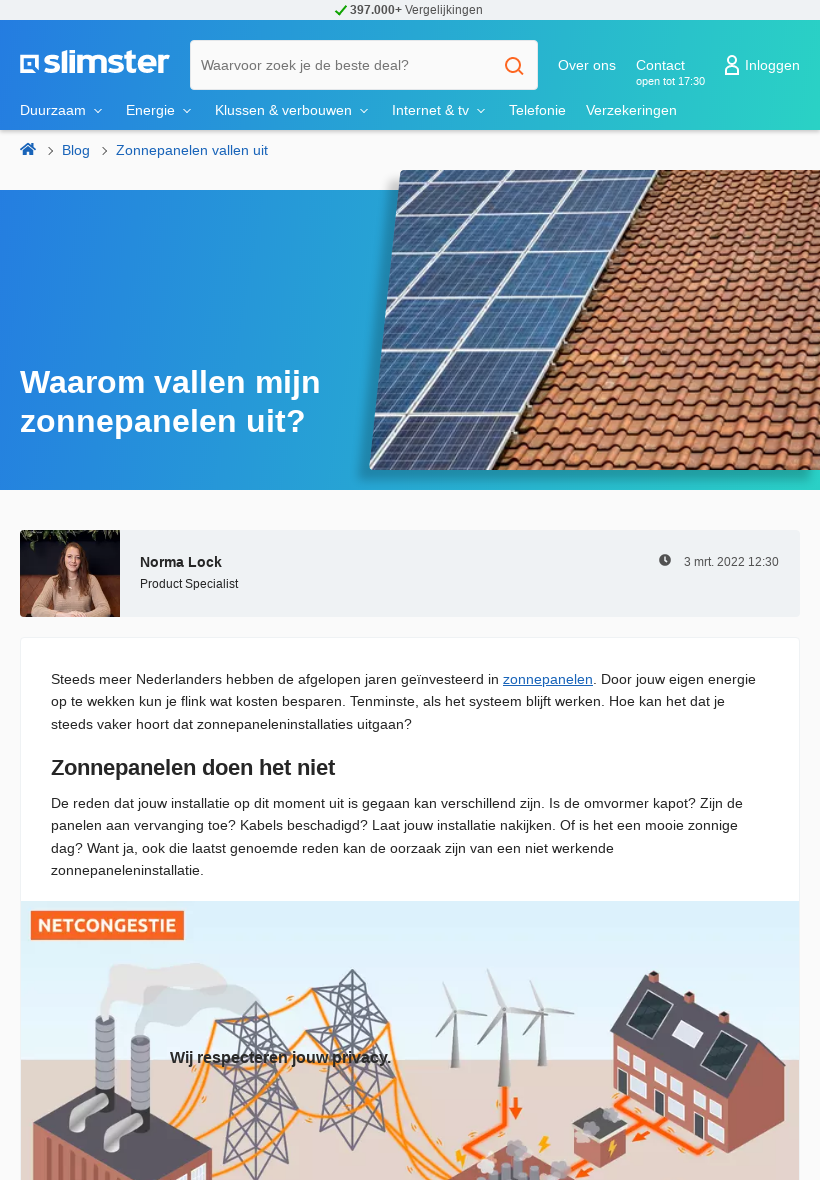 397.000+ Vergelijkingen
slimster
Waarvoor zoek je de beste deal?
Over ons
Contact
open tot 17:30
Inloggen
Duurzaam
Energie
Klussen & verbouwen
Internet & tv
Telefonie
Verzekeringen
Blog
Zonnepanelen vallen uit
Waarom vallen mijn
zonnepanelen uit?
Norma Lock
3 mrt. 2022 12:30
Product Specialist
Steeds meer Nederlanders hebben de afgelopen jaren geïnvesteerd in zonnepanelen. Door jouw eigen energie
op te wekken kun je flink wat kosten besparen. Tenminste, als het systeem blijft werken. Hoe kan het dat je
steeds vaker hoort dat zonnepaneleninstallaties uitgaan?
Zonnepanelen doen het niet
De reden dat jouw installatie op dit moment uit is gegaan kan verschillend zijn. Is de omvormer kapot? Zijn de
panelen aan vervanging toe? Kabels beschadigd? Laat jouw installatie nakijken. Of is het een mooie zonnige
dag? Want ja, ook die laatst genoemde reden kan de oorzaak zijn van een niet werkende
zonnepaneleninstallatie.
NETCONGESTIE
Wij respecteren jouw privacy.